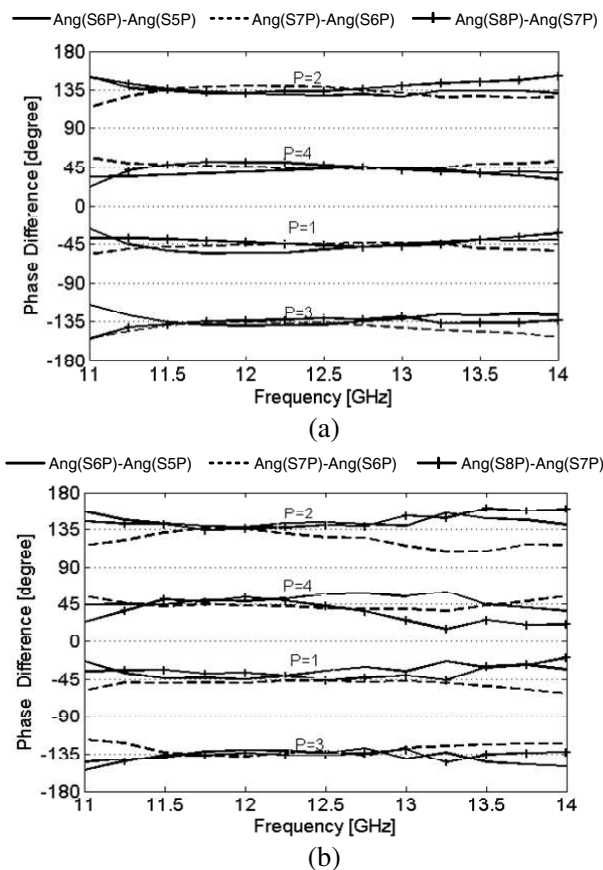 Ang(S6P)-Ang(S5P) Ang(S7P)-Ang(S6P) Ang(S8P)-Ang(S7P)
180
135
90
45
0
-45
-90
-135
-180
Phase Difference [degree]
P=2
P=4
P=1
P=3
11 11.5 12 12.5 13 13.5 14
Frequency [GHz]
(a)
Ang(S6P)-Ang(S5P) Ang(S7P)-Ang(S6P) Ang(S8P)-Ang(S7P)
180
135
90
45
0
-45
-90
-135
-180
Phase Difference [degree]
P=2
P=4
P=1
P=3
11 11.5 12 12.5 13 13.5 14
Frequency [GHz]
(b)